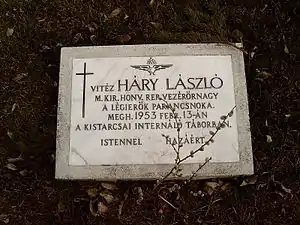 VITÉZ HÁRY LÁSZLÓ
M. KIR. HONV. REP. VEZÉRŐRNAGY
A LÉGIERŐK PARANCSNOKA.
MEGH. 1953 FEBR. 13-ÁN
A KISTARCSAI INTERNÁLÓ TÁBORBAN.
ISTENNEL HAZÁÉRT